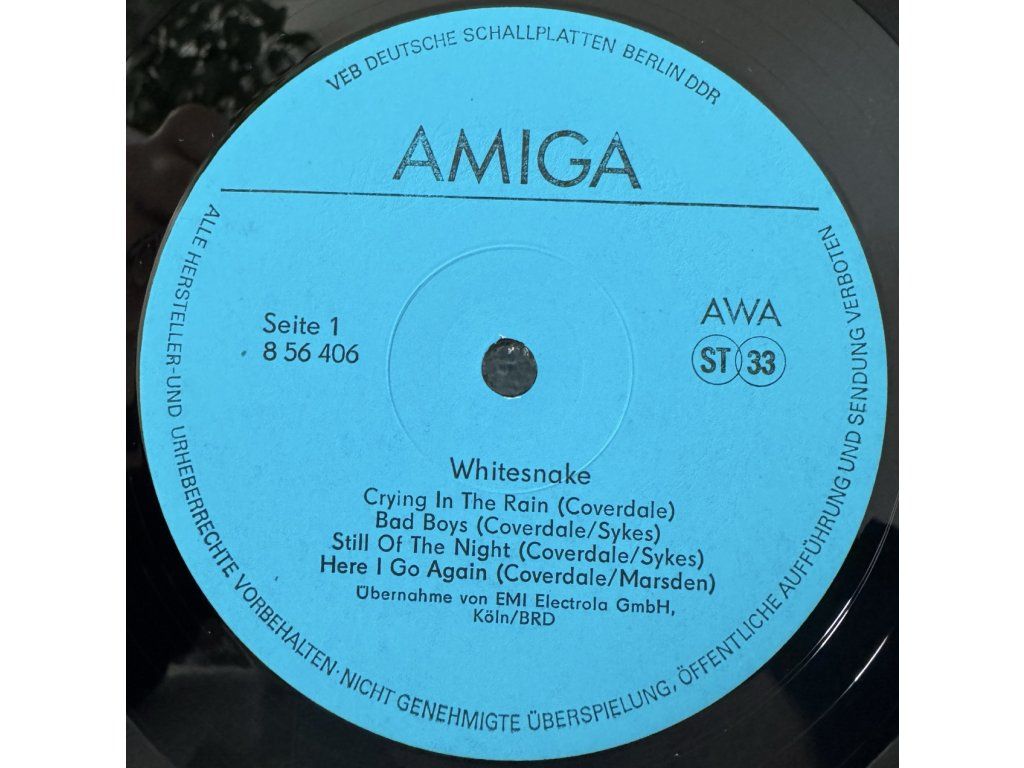 VEB DEUTSCHE SCHALLPLATTEN BERLIN DDR
AMIGA
Seite 1
8 56 406
AWA
ST 33
Whitesnake
Crying In The Rain (Coverdale)
Bad Boys (Coverdale/Sykes)
Still Of The Night (Coverdale/Sykes)
Here I Go Again (Coverdale/Marsden)
Übernahme von EMI Electrola GmbH,
Köln/BRD
ALLE HERSTELLER-UND URHEBERRECHTE VORBEHALTEN·NICHT GENEHMIGTE ÜBERSPIELUNG, ÖFFENTLICHE AUFFÜHRUNG UND SENDUNG VERBOTEN